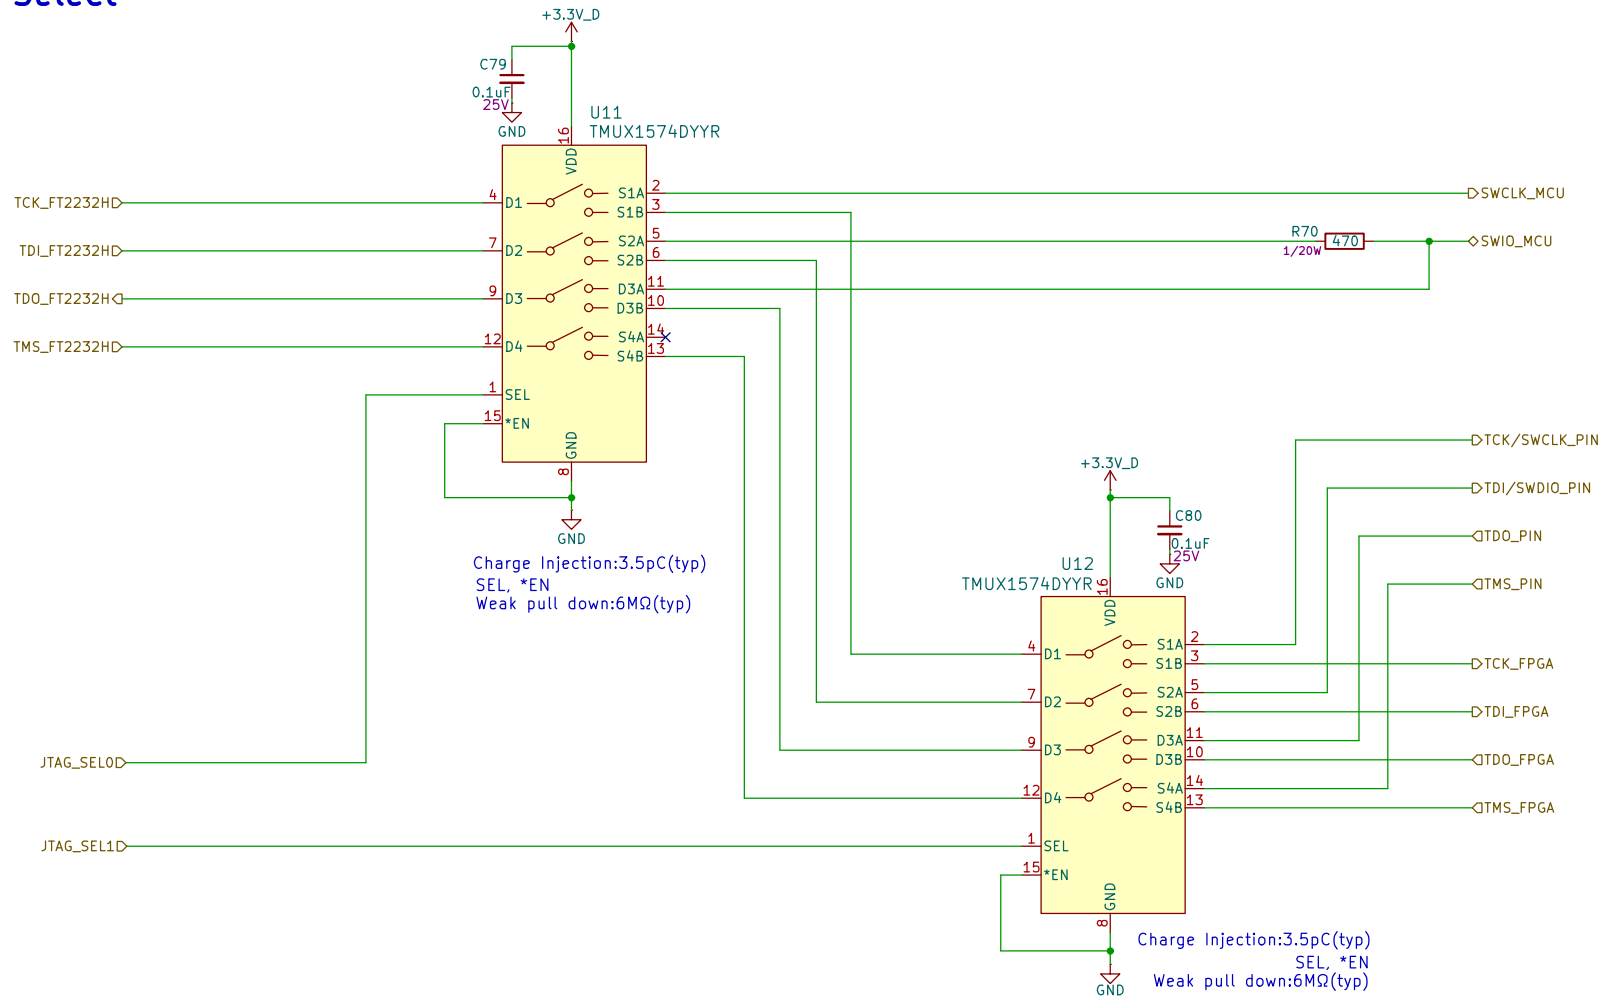 Select
+3.3V_D
C79
0.1uF
25V
GND
U11
TMUX1574DYYR
16
VDD
TCK_FT2232H
4
D1
S1A
2
SWCLK_MCU
S1B
3
TDI_FT2232H
7
D2
S2A
5
R70
470
1/20W
SWIO_MCU
S2B
6
TDO_FT2232H
9
D3
D3A
11
D3B
10
TMS_FT2232H
12
D4
S4A
14
S4B
13
1
SEL
15
*EN
GND
8
GND
Charge Injection:3.5pC(typ)
SEL, *EN
Weak pull down:6MΩ(typ)
TCK/SWCLK_PIN
+3.3V_D
TDI/SWDIO_PIN
C80
0.1uF
25V
GND
TDO_PIN
U12
TMUX1574DYYR
TMS_PIN
16
VDD
4
D1
S1A
2
S1B
3
TCK_FPGA
7
D2
S2A
5
S2B
6
TDI_FPGA
9
D3
D3A
11
D3B
10
TDO_FPGA
12
D4
S4A
14
S4B
13
TMS_FPGA
JTAG_SEL0
JTAG_SEL1
1
SEL
15
*EN
GND
8
GND
Charge Injection:3.5pC(typ)
SEL, *EN
Weak pull down:6MΩ(typ)